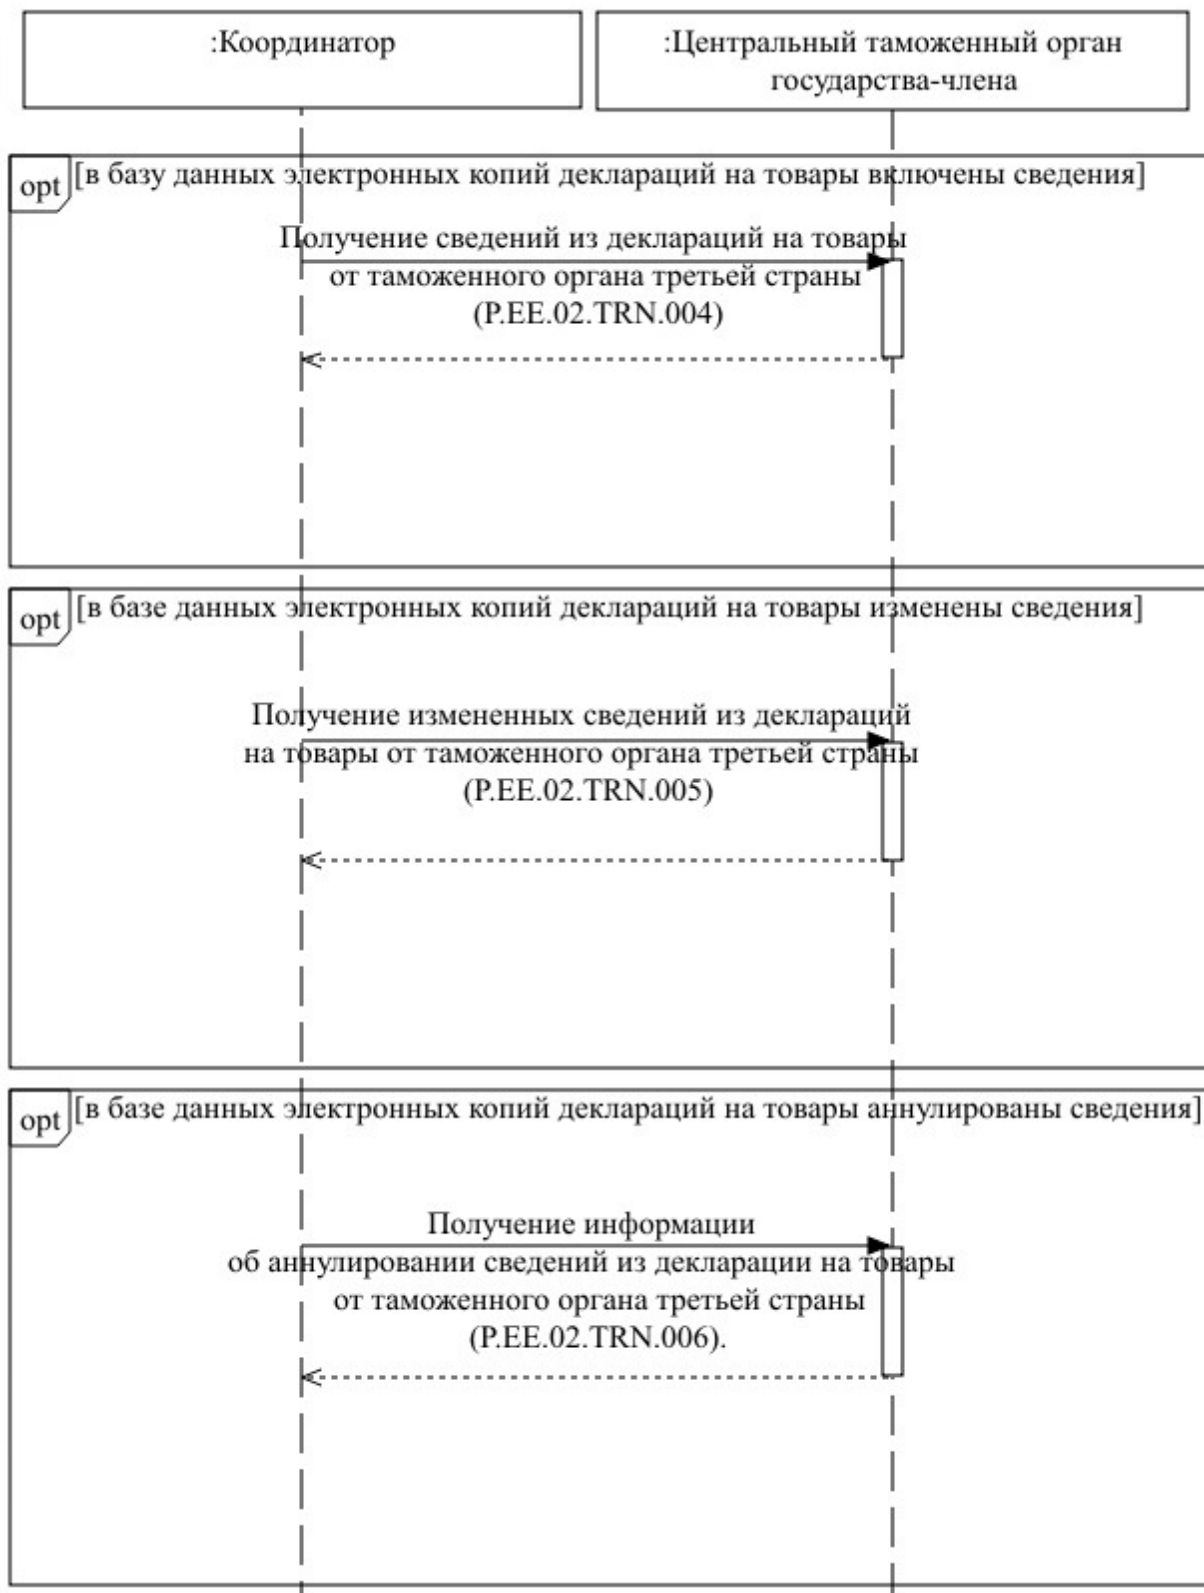 :Координатор
:Центральный таможенный орган
государства-члена
opt
[в базу данных электронных копий деклараций на товары включены сведения]
Получение сведений из деклараций на товары
от таможенного органа третьей страны
(P.EE.02.TRN.004)
opt
[в базе данных электронных копий деклараций на товары изменены сведения]
Получение измененных сведений из деклараций
на товары от таможенного органа третьей страны
(P.EE.02.TRN.005)
opt
[в базе данных электронных копий деклараций на товары аннулированы сведения]
Получение информации
об аннулировании сведений из декларации на товары
от таможенного органа третьей страны
(P.EE.02.TRN.006).